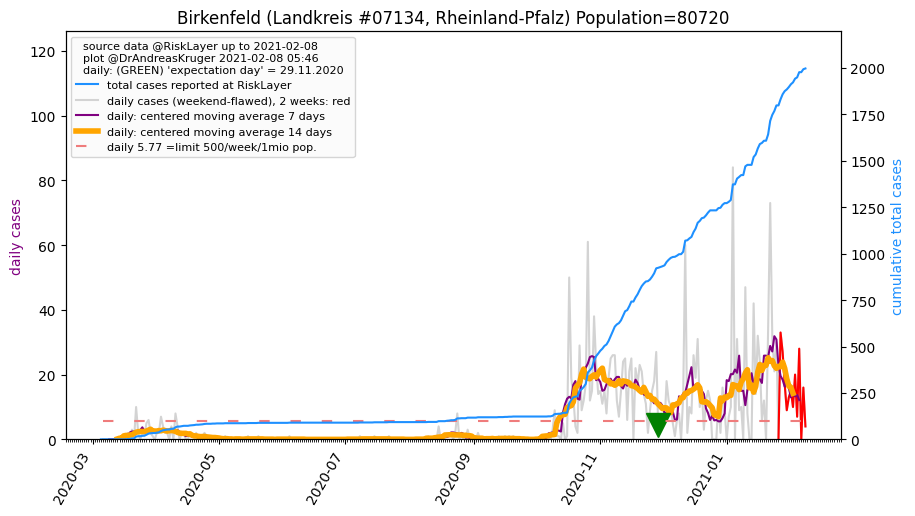 Birkenfeld (Landkreis #07134, Rheinland-Pfalz) Population=80720
source data @RiskLayer up to 2021-02-08
plot @DrAndreasKruger 2021-02-08 05:46
daily: (GREEN) 'expectation day' = 29.11.2020
total cases reported at RiskLayer
daily cases (weekend-flawed), 2 weeks: red
daily: centered moving average 7 days
daily: centered moving average 14 days
daily 5.77 =limit 500/week/1mio pop.
daily cases
120
100
80
60
40
20
0
cumulative total cases
2000
1750
1500
1250
1000
750
500
250
0
2020-03
2020-05
2020-07
2020-09
2020-11
2021-01